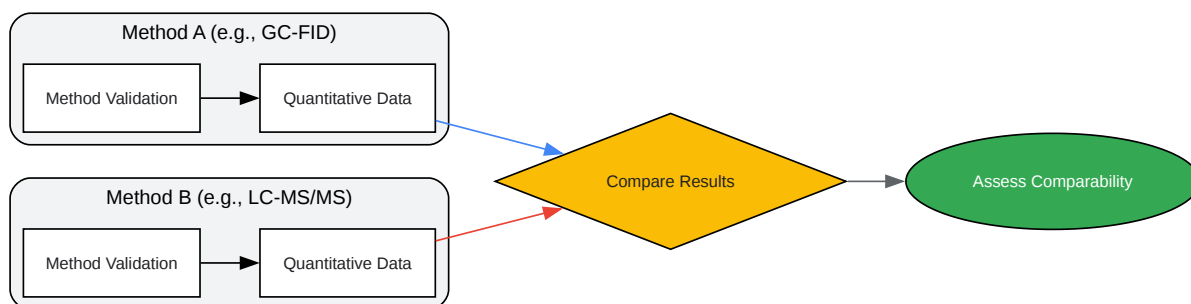 Method A (e.g., GC-FID)
Method Validation
Quantitative Data
Method B (e.g., LC-MS/MS)
Method Validation
Quantitative Data
Compare Results
Assess Comparability